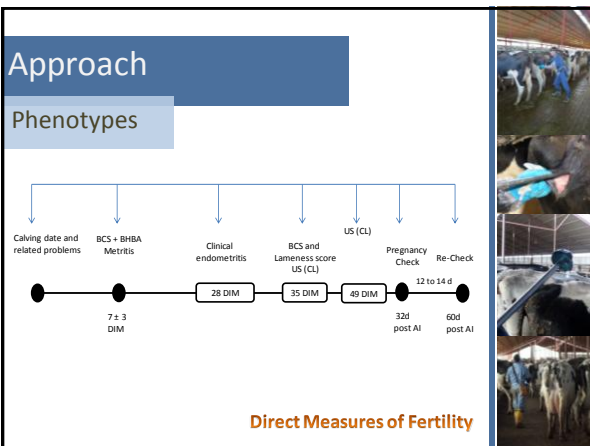 Approach
Phenotypes
Calving date and
related problems
BCS + BHBA
Metritis
Clinical
endometritis
BCS and
Lameness score
US (CL)
US (CL)
Pregnancy
Check
Re-Check
12 to 14 d
28 DIM
35 DIM
49 DIM
7 ± 3
DIM
32d
post AI
60d
post AI
Direct Measures of Fertility